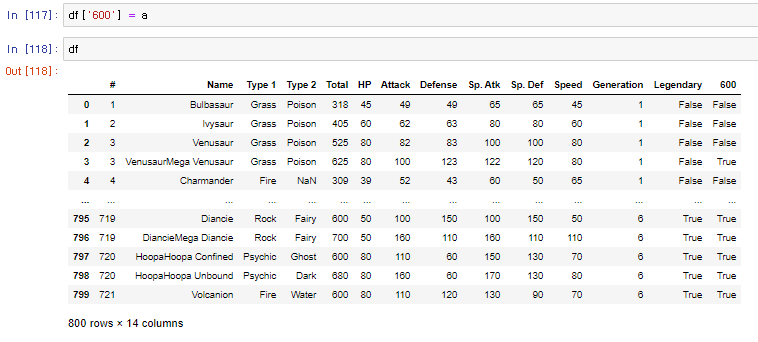 In [117]: df['600'] = a
In [118]: df
Out [118]:
# Name Type 1 Type 2 Total HP Attack Defense Sp. Atk Sp. Def Speed Generation Legendary 600
0 1 Bulbasaur Grass Poison 318 45 49 49 65 65 45 1 False False
1 2 Ivysaur Grass Poison 405 60 62 63 80 80 60 1 False False
2 3 Venusaur Grass Poison 525 80 82 83 100 100 80 1 False False
3 3 VenusaurMega Venusaur Grass Poison 625 80 100 123 122 120 80 1 False True
4 4 Charmander Fire NaN 309 39 52 43 60 50 65 1 False False
... ... ... ... ... ... ... ... ... ... ... ... ... ... ...
795 719 Diancie Rock Fairy 600 50 100 150 100 150 50 6 True True
796 719 DiancieMega Diancie Rock Fairy 700 50 160 110 160 110 110 6 True True
797 720 HoopaHoopa Confined Psychic Ghost 600 80 110 60 150 130 70 6 True True
798 720 HoopaHoopa Unbound Psychic Dark 680 80 160 60 170 130 80 6 True True
799 721 Volcanion Fire Water 600 80 110 120 130 90 70 6 True True
800 rows × 14 columns